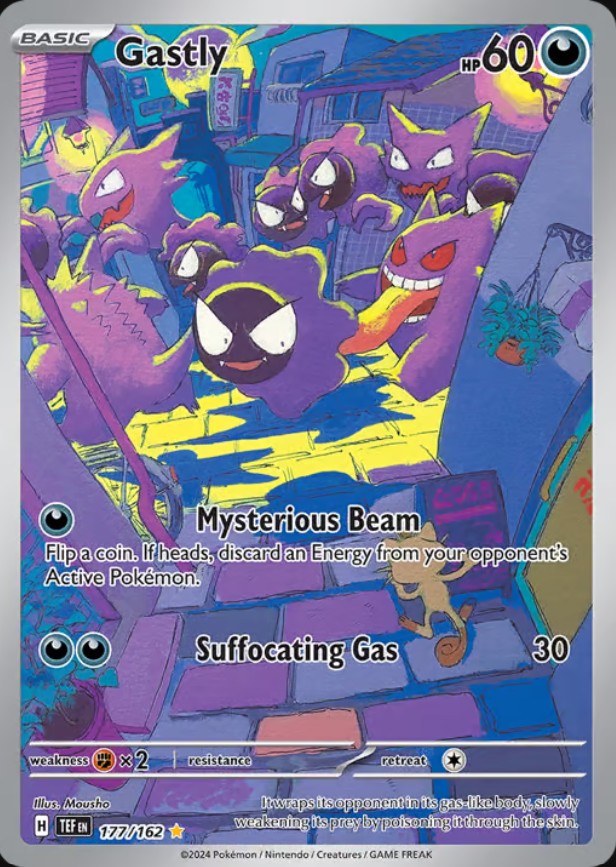 BASIC Gastly HP60
Mysterious Beam
Flip a coin. If heads, discard an Energy from your opponent's
Active Pokémon.
Suffocating Gas 30
weakness ×2 resistance retreat
Illus. Mousho
It wraps its opponent in its gas-like body, slowly
weakening its prey by poisoning it through the skin.
H TEF EN 177/162
©2024 Pokémon / Nintendo / Creatures / GAME FREAK